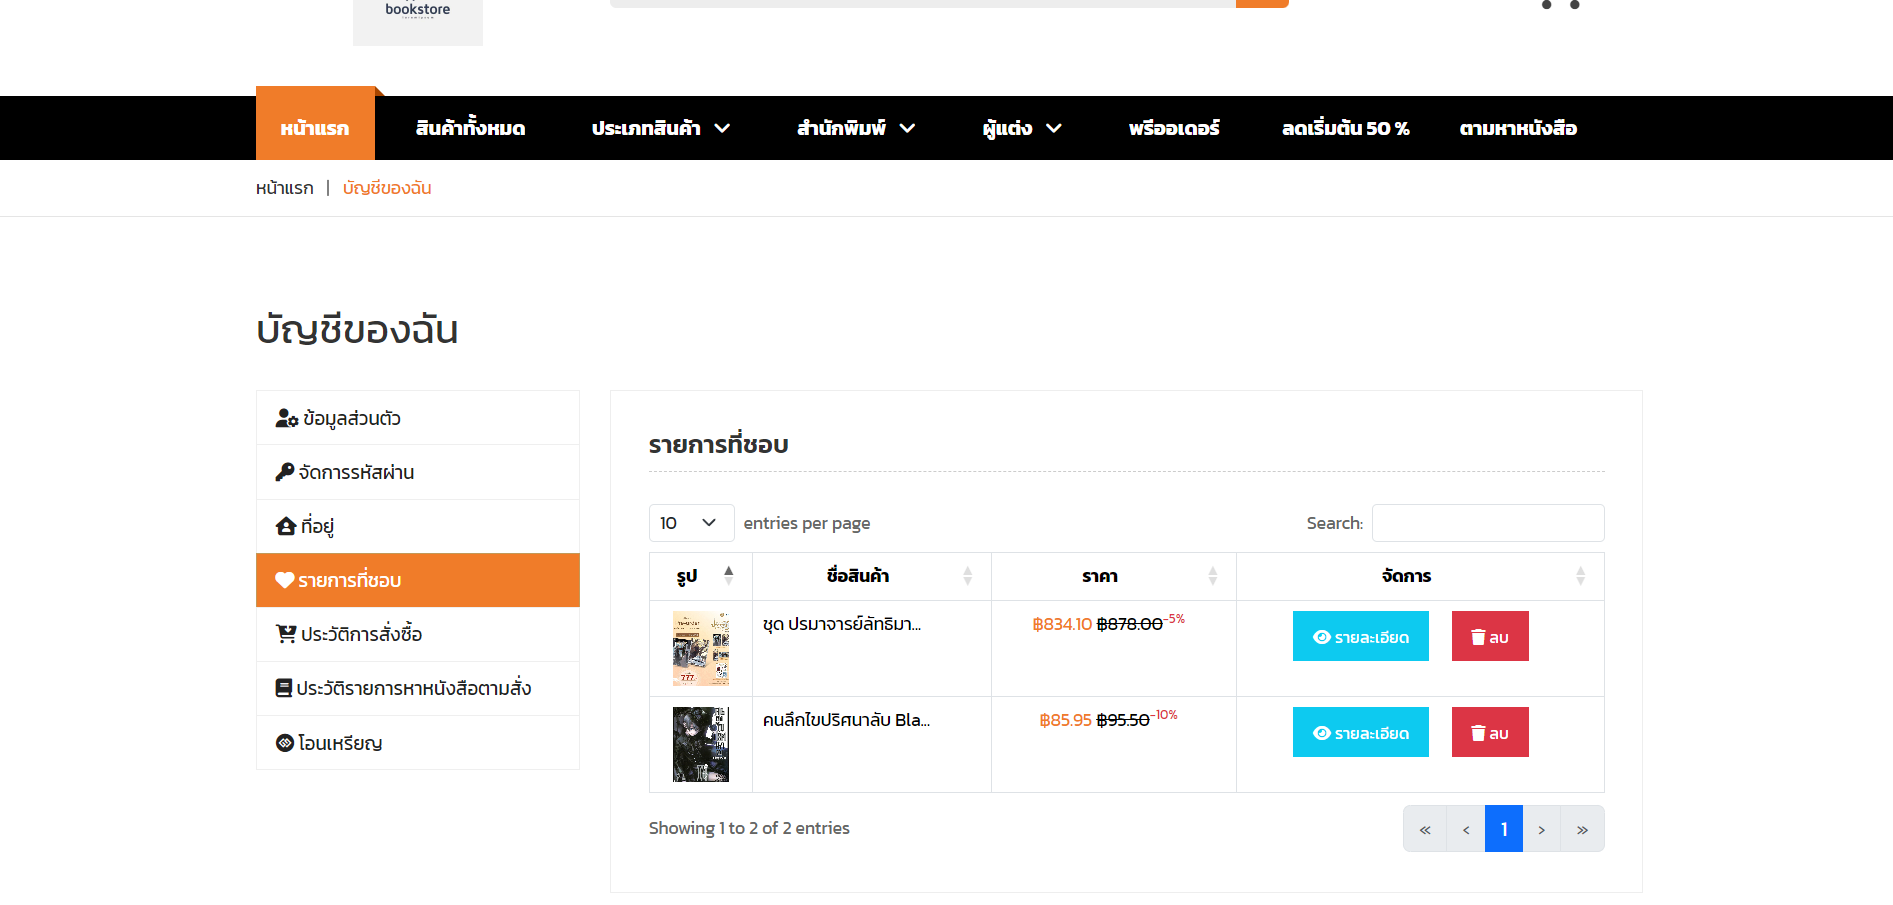 bookstore
หน้าแรก สินค้าทั้งหมด ประเภทสินค้า สำนักพิมพ์ ผู้แต่ง พรีออเดอร์ ลดเริ่มต้น 50 % ตามหาหนังสือ
หน้าแรก | บัญชีของฉัน
บัญชีของฉัน
ข้อมูลส่วนตัว
จัดการรหัสผ่าน
ที่อยู่
รายการที่ชอบ
ประวัติการสั่งซื้อ
ประวัติรายการหาหนังสือตามสั่ง
โอนเหรียญ
รายการที่ชอบ
10 entries per page Search:
รูป ชื่อสินค้า ราคา จัดการ
ชุด ปรมาจารย์ลัทธิมา... ฿834.10 ฿878.00 -5% รายละเอียด ลบ
777
คนลึกไขปริศนาลับ Bla... ฿85.95 ฿95.50 -10% รายละเอียด ลบ
Showing 1 to 2 of 2 entries « ‹ 1 › »